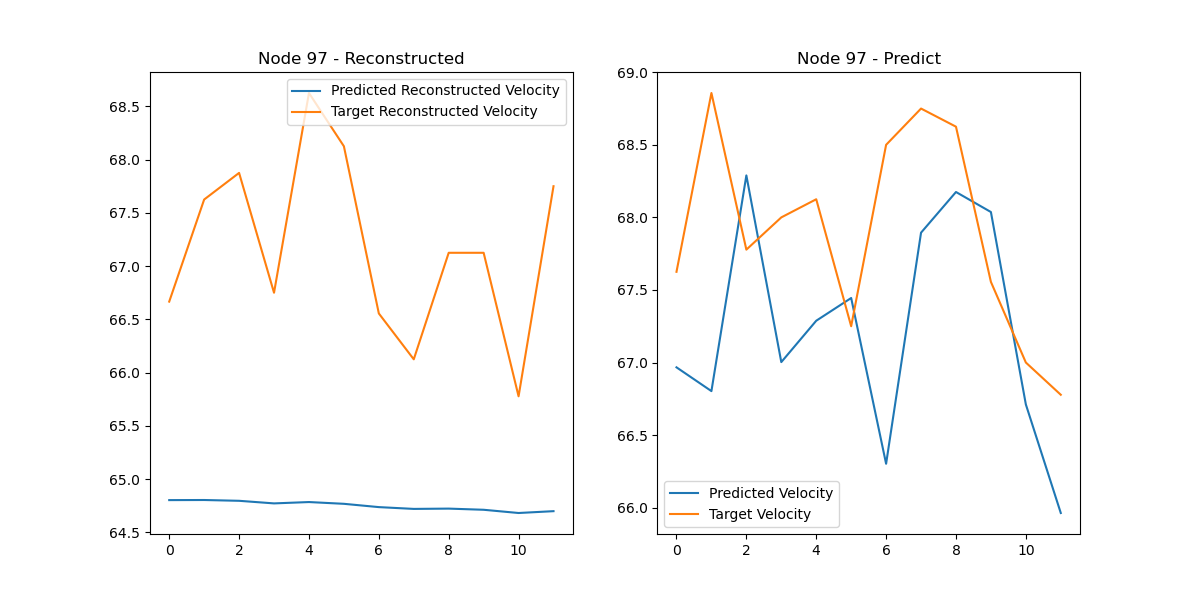 Node 97 - Reconstructed
Predicted Reconstructed Velocity
Target Reconstructed Velocity
68.5
68.0
67.5
67.0
66.5
66.0
65.5
65.0
64.5
0 2 4 6 8 10
Node 97 - Predict
69.0
68.5
68.0
67.5
67.0
66.5
66.0
Predicted Velocity
Target Velocity
0 2 4 6 8 10